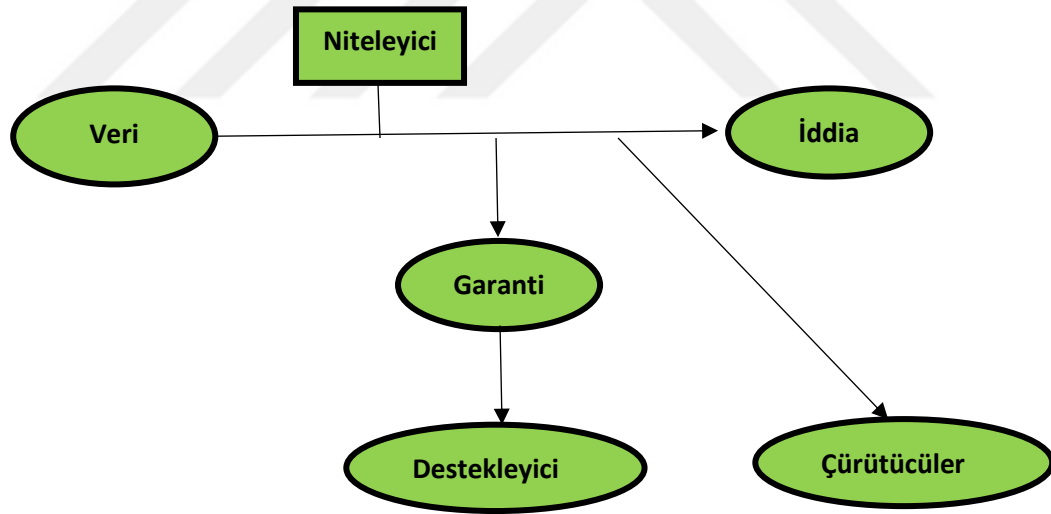 Niteleyici
Veri
İddia
Garanti
Destekleyici
Çürütücüler